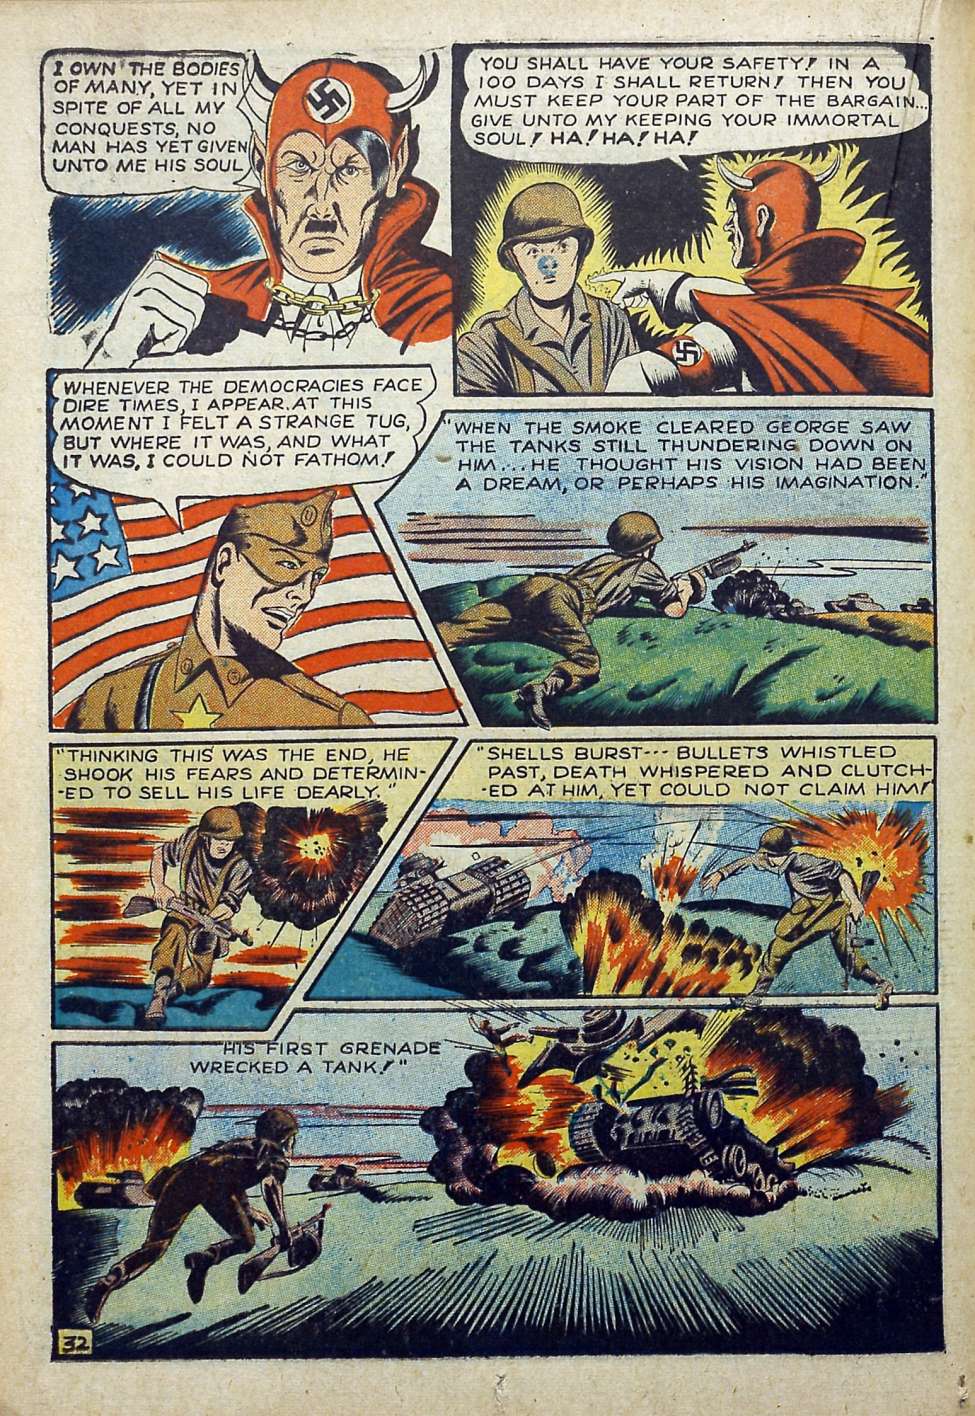 I OWN THE BODIES
OF MANY, YET IN
SPITE OF ALL MY
CONQUESTS, NO
MAN HAS YET GIVEN
UNTO ME HIS SOUL
YOU SHALL HAVE YOUR SAFETY! IN A
100 DAYS I SHALL RETURN! THEN YOU
MUST KEEP YOUR PART OF THE BARGAIN...
GIVE UNTO MY KEEPING YOUR IMMORTAL
SOUL! HA! HA! HA!
WHENEVER THE DEMOCRACIES FACE
DIRE TIMES, I APPEAR. AT THIS
MOMENT I FELT A STRANGE TUG,
BUT WHERE IT WAS, AND WHAT
IT WAS, I COULD NOT FATHOM!
"WHEN THE SMOKE CLEARED GEORGE SAW
THE TANKS STILL THUNDERING DOWN ON
HIM... HE THOUGHT HIS VISION HAD BEEN
A DREAM, OR PERHAPS HIS IMAGINATION."
"THINKING THIS WAS THE END, HE
SHOOK HIS FEARS AND DETERMIN-
-ED TO SELL HIS LIFE DEARLY."
"SHELLS BURST--- BULLETS WHISTLED
PAST, DEATH WHISPERED AND CLUTCH-
-ED AT HIM, YET COULD NOT CLAIM HIM!
HIS FIRST GRENADE
WRECKED A TANK!"
32